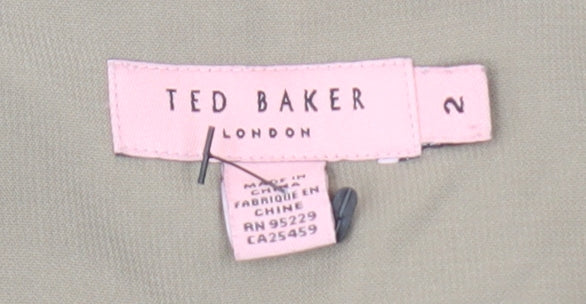 TED BAKER
LONDON
2
MADE IN
CHINA
FABRIQUE EN
CHINE
RN 95229
CA25459